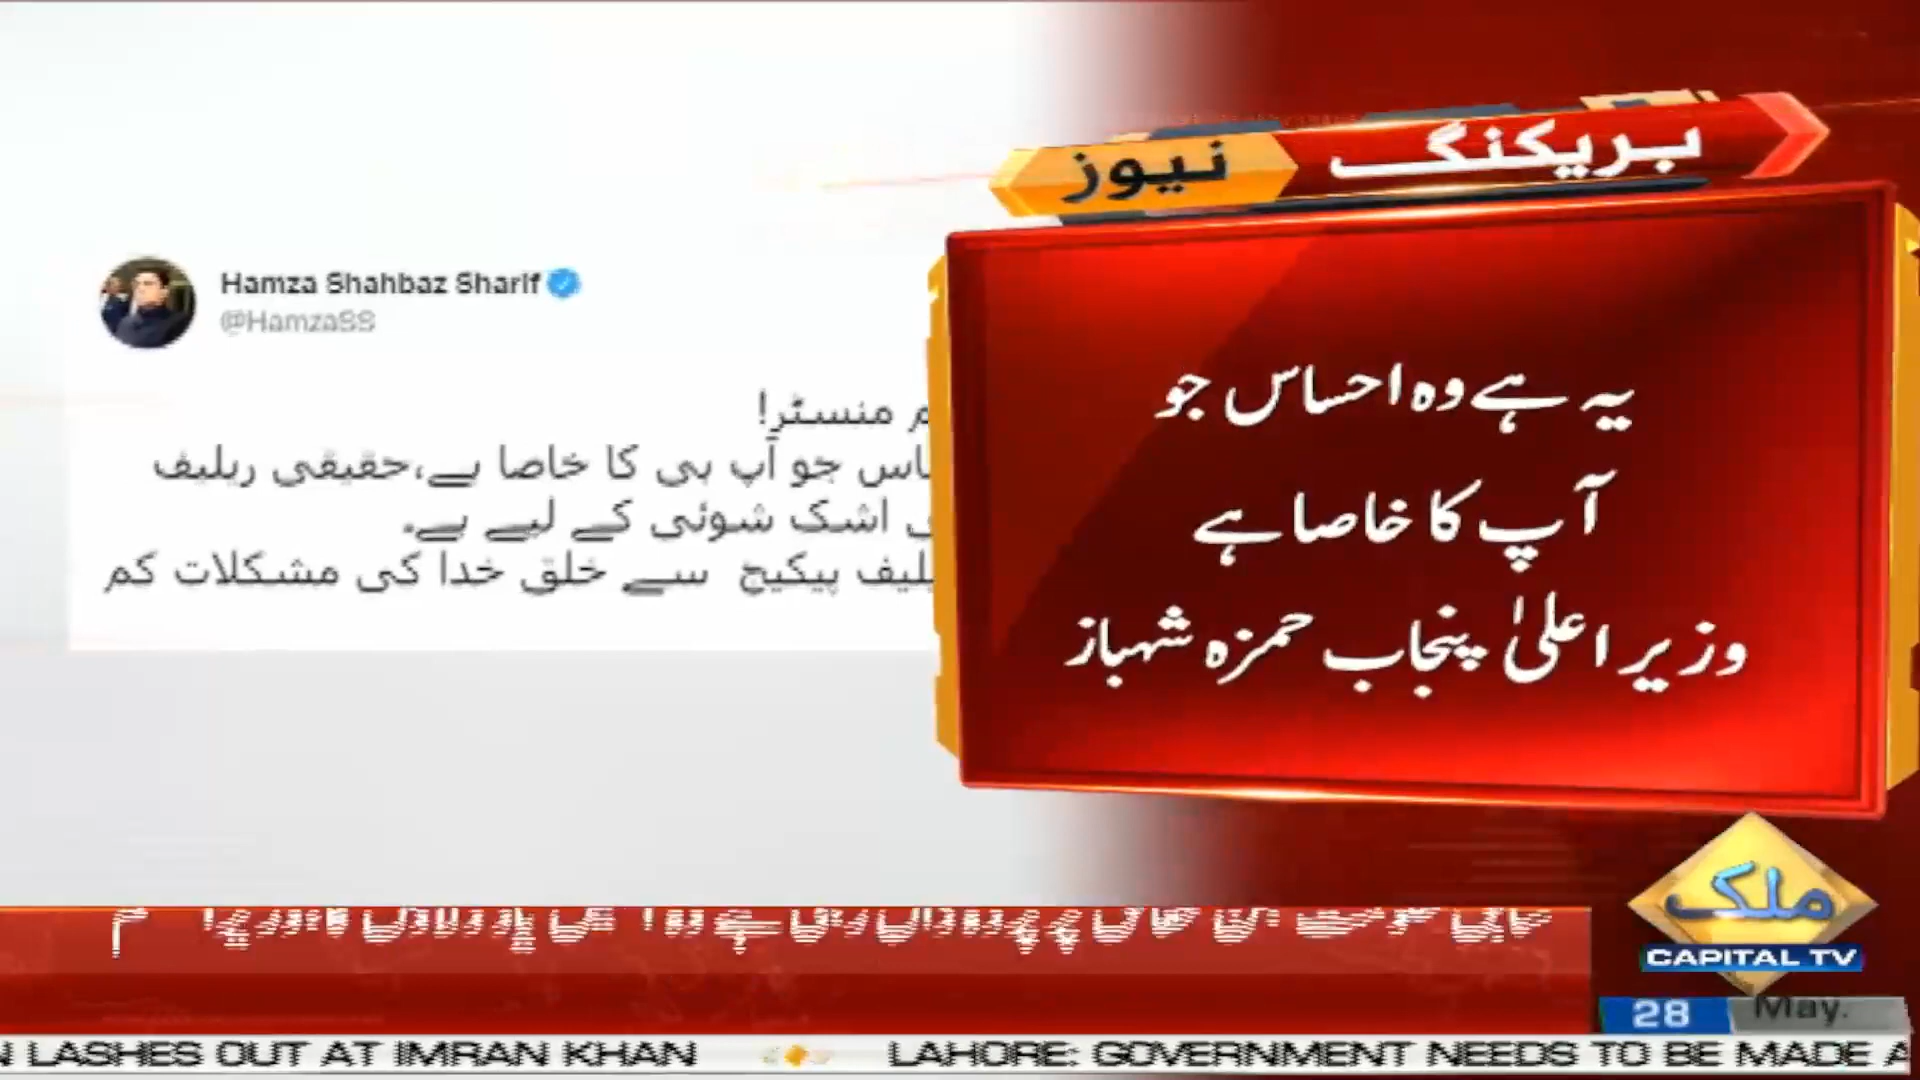 بریکنگ نیوز
Hamza Shahbaz Sharif
@HamzaSS
منسٹر!
جو آپ ہی کا خاصا ہے،حقیقی ریلیف
اشک شوئی کے لیے ہے۔
پیکیج سے خلق خدا کی مشکلات کم
یہ ہے وہ احساس جو
آپ کا خاصا ہے
وزیر اعلیٰ پنجاب حمزہ شہباز
ملک
CAPITAL TV
28 May.
LASHES OUT AT IMRAN KHAN LAHORE: GOVERNMENT NEEDS TO BE MADE